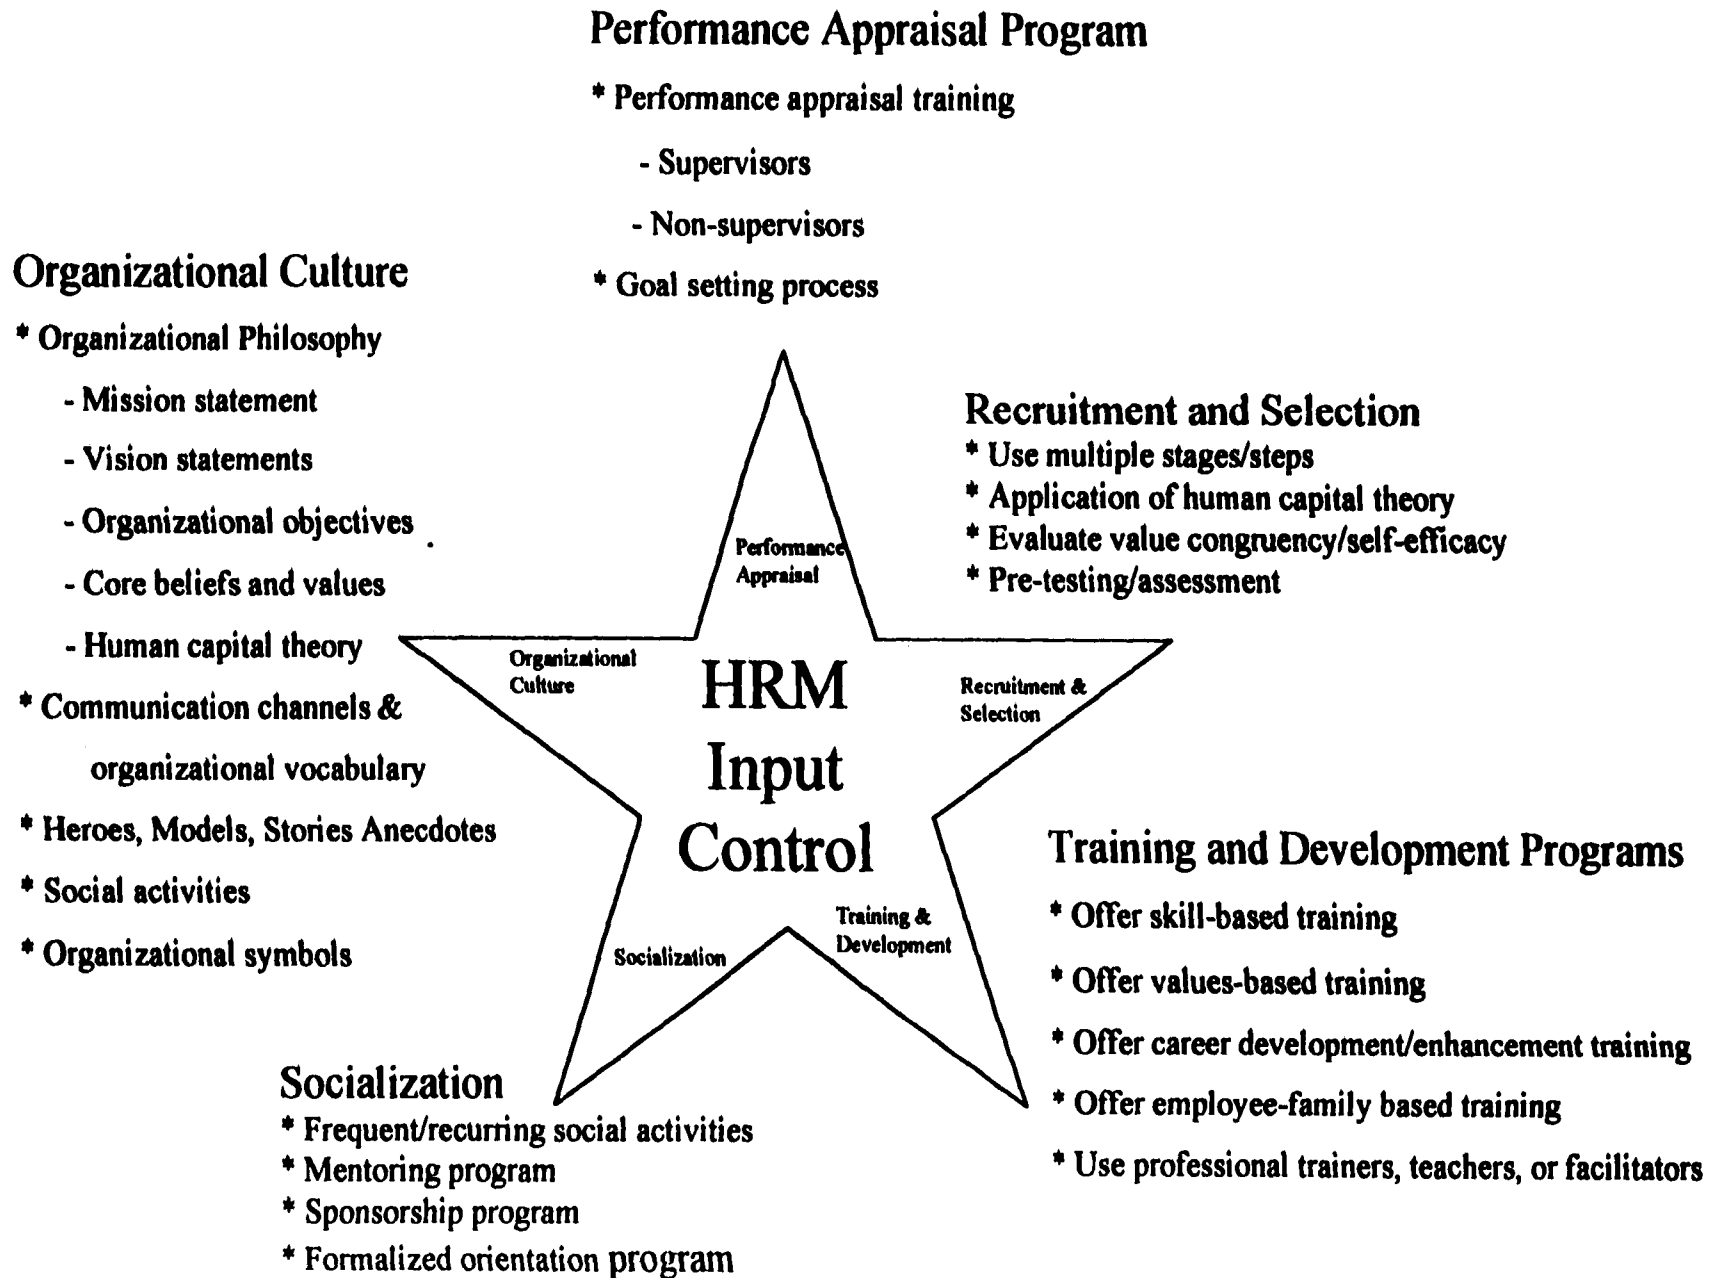 Performance Appraisal Program
* Performance appraisal training
- Supervisors
- Non-supervisors
* Goal setting process
Organizational Culture
* Organizational Philosophy
- Mission statement
- Vision statements
- Organizational objectives
- Core beliefs and values
- Human capital theory
* Communication channels &
organizational vocabulary
* Heroes, Models, Stories Anecdotes
* Social activities
* Organizational symbols
Recruitment and Selection
* Use multiple stages/steps
* Application of human capital theory
* Evaluate value congruency/self-efficacy
* Pre-testing/assessment
Performance
Appraisal
Organizational
Culture
HRM
Input
Control
Recruitment &
Selection
Training &
Development
Socialization
Training and Development Programs
* Offer skill-based training
* Offer values-based training
* Offer career development/enhancement training
* Offer employee-family based training
* Use professional trainers, teachers, or facilitators
Socialization
* Frequent/recurring social activities
* Mentoring program
* Sponsorship program
* Formalized orientation program